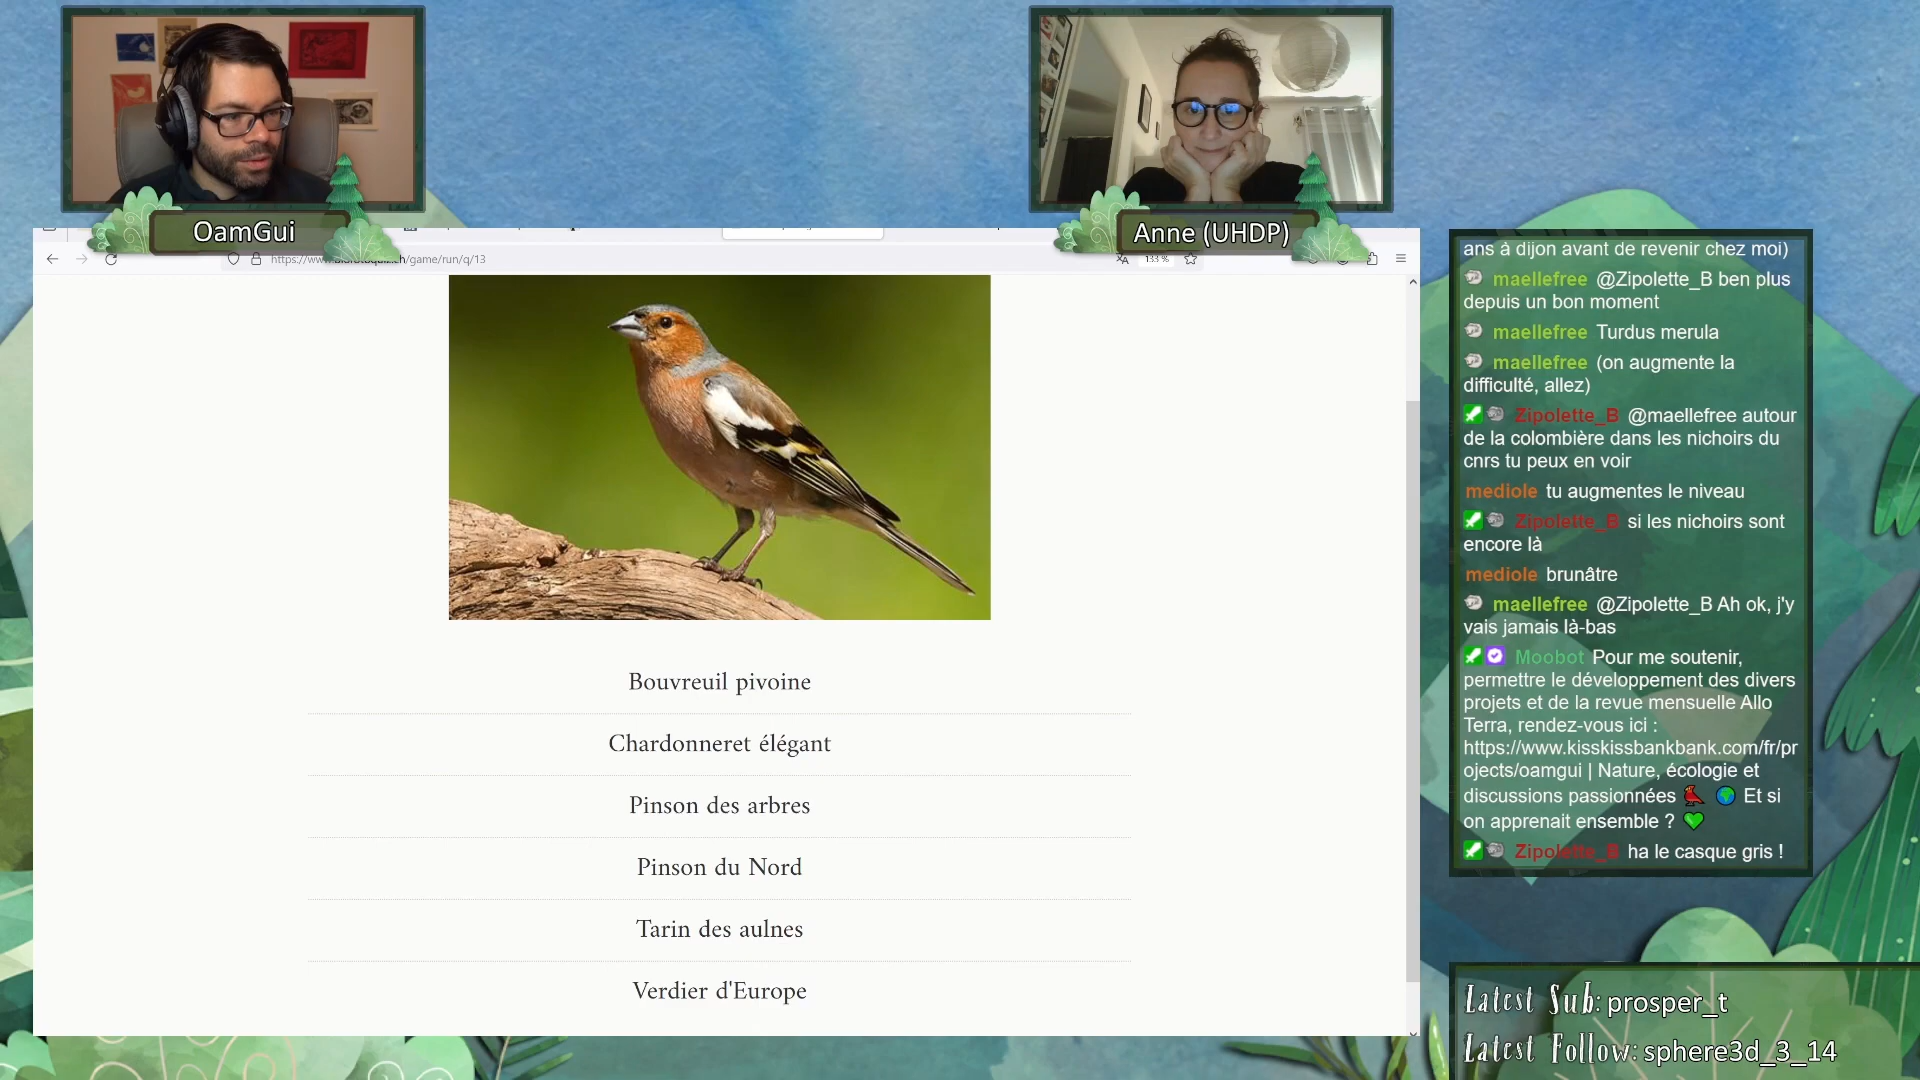 OamGui
Anne (UHDP)
/game/run/q/13
133 %
Bouvreuil pivoine
Chardonneret élégant
Pinson des arbres
Pinson du Nord
Tarin des aulnes
Verdier d'Europe
ans à dijon avant de revenir chez moi)
maellefree @Zipolette_B ben plus
depuis un bon moment
maellefree Turdus merula
maellefree (on augmente la
difficulté, allez)
Zipolette_B @maellefree autour
de la colombière dans les nichoirs du
cnrs tu peux en voir
mediole tu augmentes le niveau
Zipolette_B si les nichoirs sont
encore là
mediole brunâtre
maellefree @Zipolette_B Ah ok, j'y
vais jamais là-bas
Moobot Pour me soutenir,
permettre le développement des divers
projets et de la revue mensuelle Allo
Terra, rendez-vous ici :
https://www.kisskissbankbank.com/fr/pr
ojects/oamgui | Nature, écologie et
discussions passionnées 🐦 🌍 Et si
on apprenait ensemble ? 💚
Zipolette_B ha le casque gris !
Latest Sub: prosper_t
Latest Follow: sphere3d_3_14